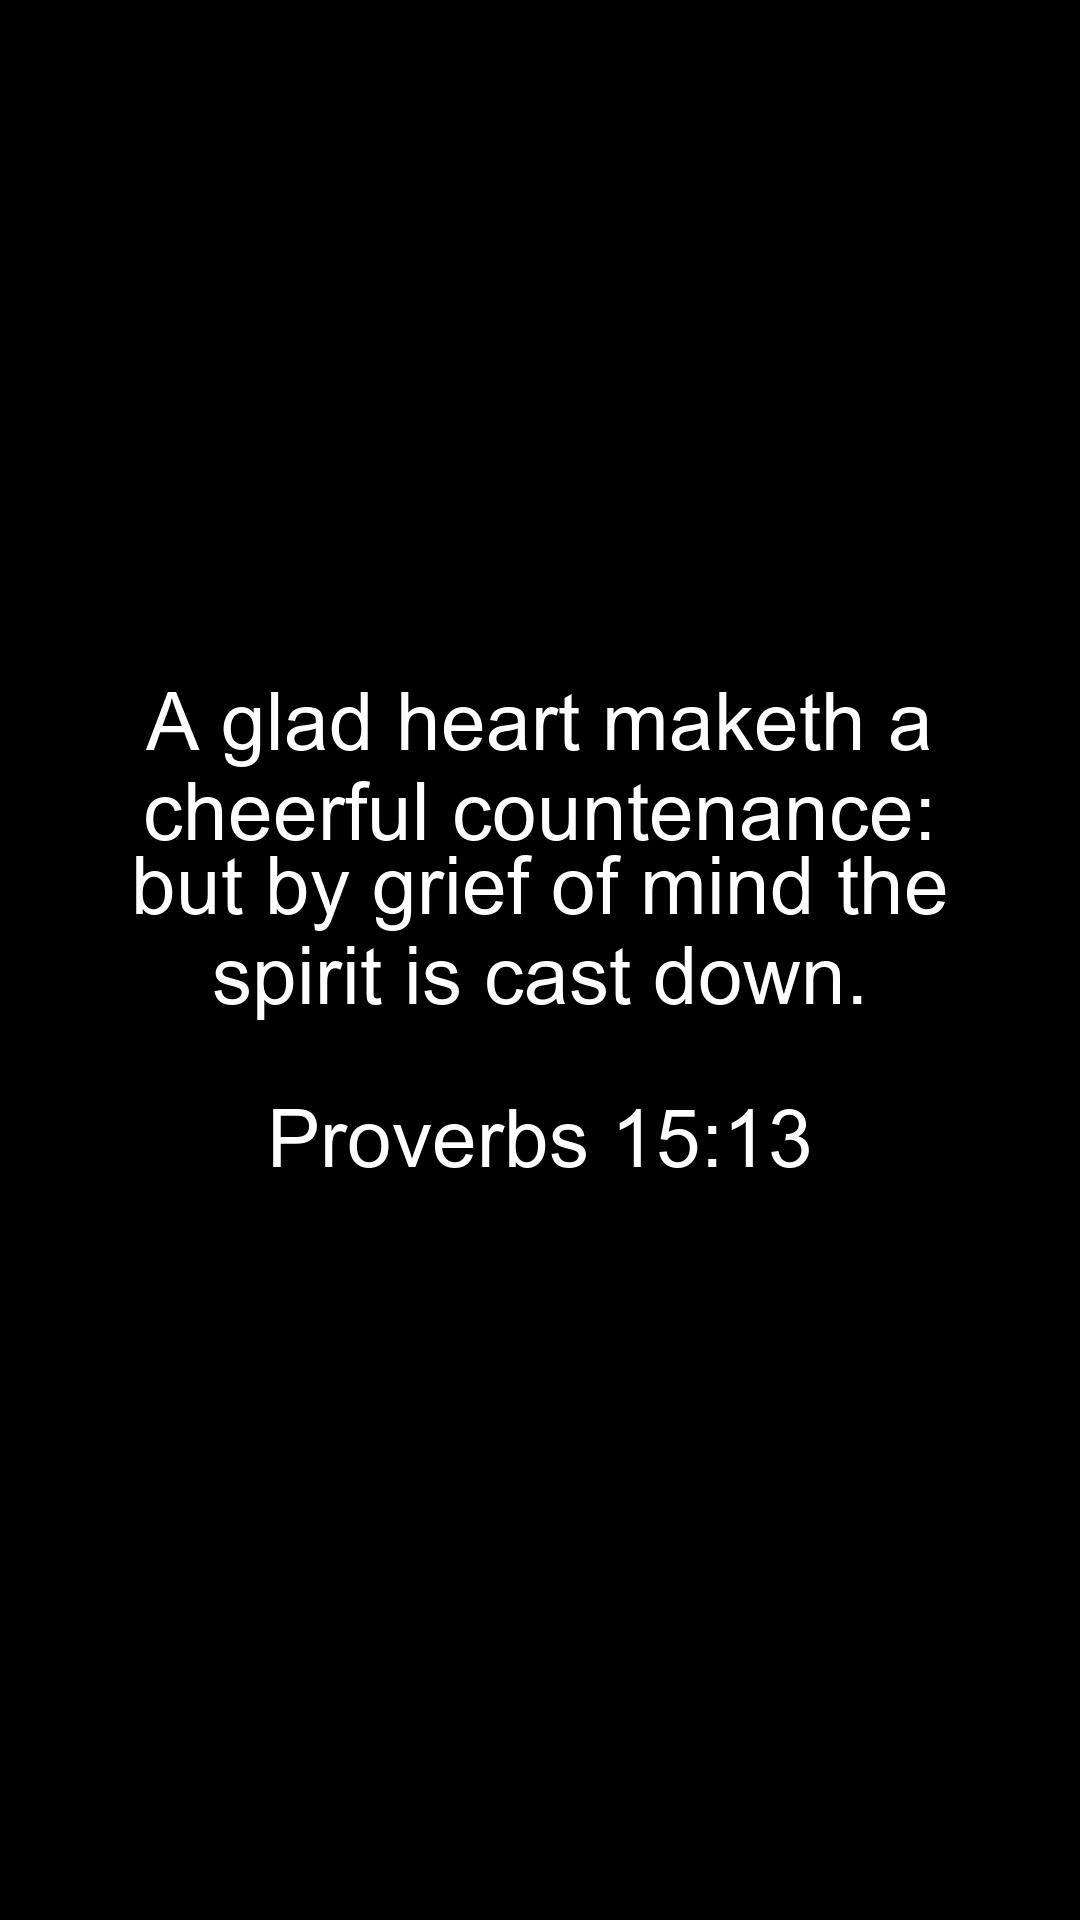 A glad heart maketh a
cheerful countenance:
but by grief of mind the
spirit is cast down.
Proverbs 15:13